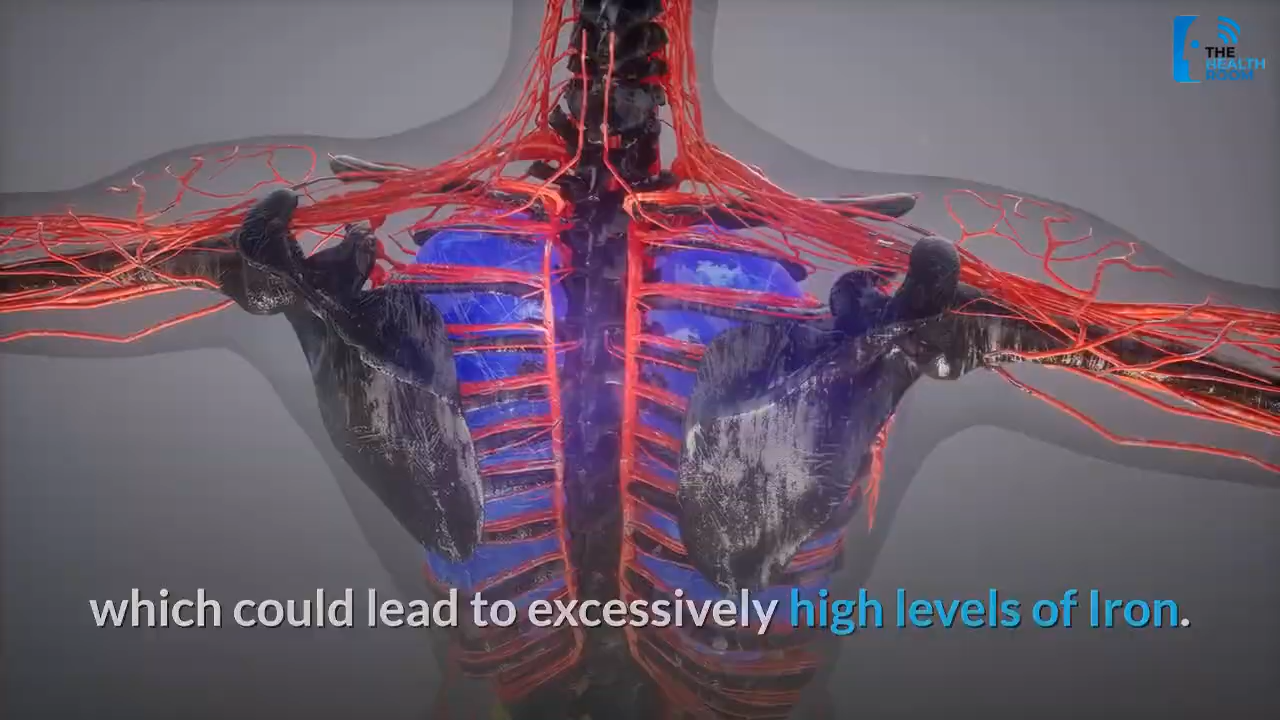 THE
HEALTH
ROOM
which could lead to excessively high levels of Iron.